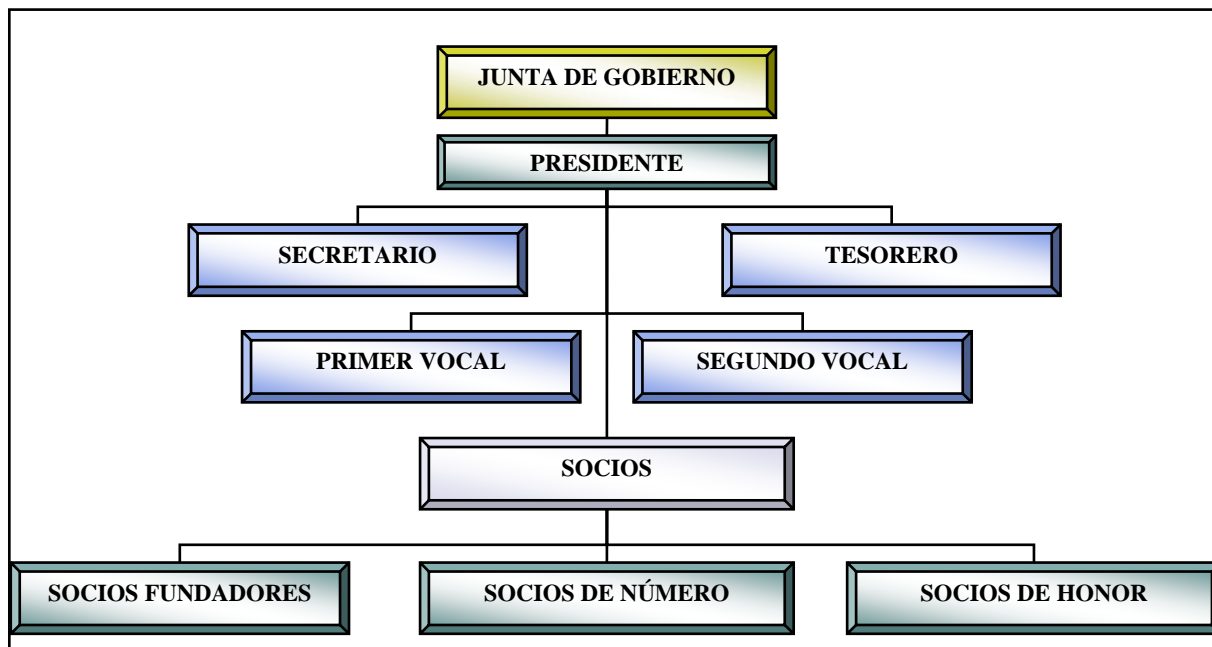 JUNTA DE GOBIERNO
PRESIDENTE
SECRETARIO
TESORERO
PRIMER VOCAL
SEGUNDO VOCAL
SOCIOS
SOCIOS FUNDADORES
SOCIOS DE NÚMERO
SOCIOS DE HONOR